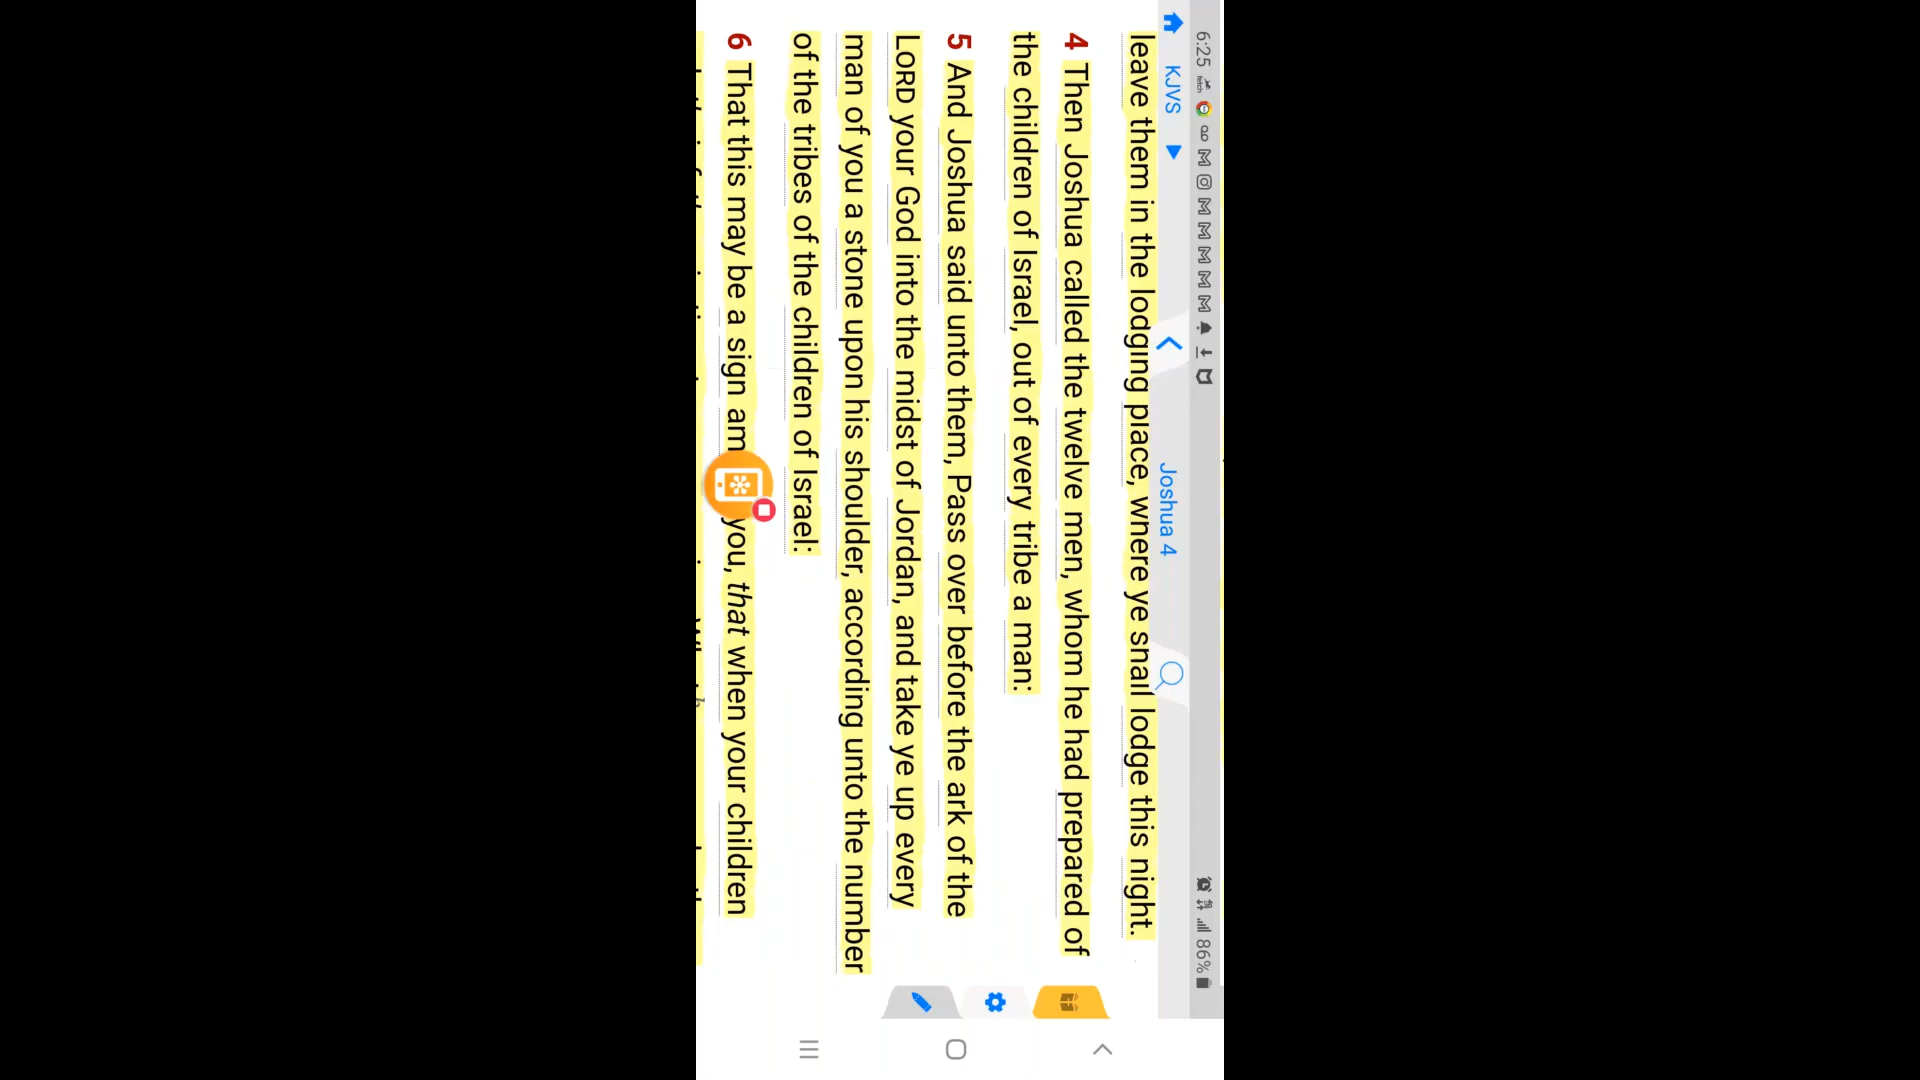 6:25 fetch 86%
KJVS Joshua 4
leave them in the lodging place, where ye shall lodge this night.
4 Then Joshua called the twelve men, whom he had prepared of
the children of Israel, out of every tribe a man:
5 And Joshua said unto them, Pass over before the ark of the
LORD your God into the midst of Jordan, and take ye up every
man of you a stone upon his shoulder, according unto the number
of the tribes of the children of Israel:
6 That this may be a sign am you, that when your children